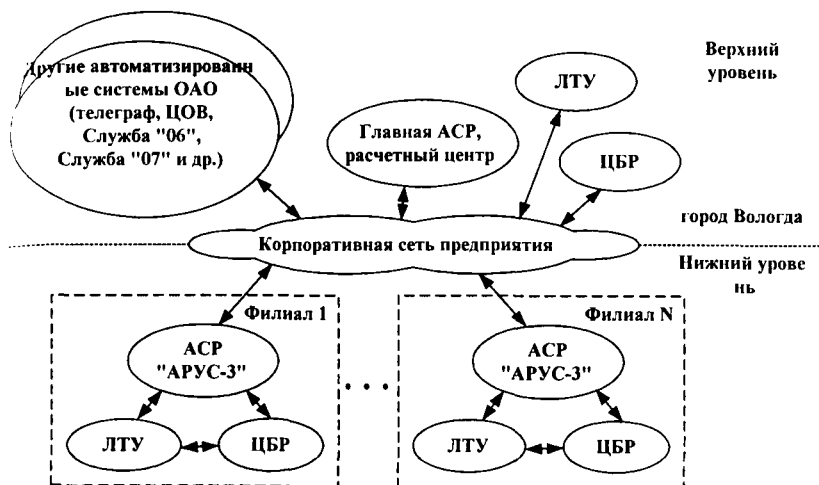 Верхний
уровень
Другие автоматизированн
ые системы ОАО
(телеграф, ЦОВ,
Служба "06",
Служба "07" и др.)
ЛТУ
Главная АСР,
расчетный центр
ЦБР
город Вологда
Корпоративная сеть предприятия
Нижний урове
нь
Филиал 1
АСР
"АРУС-3"
ЛТУ
ЦБР
. . .
Филиал N
АСР
"АРУС-3"
ЛТУ
ЦБР